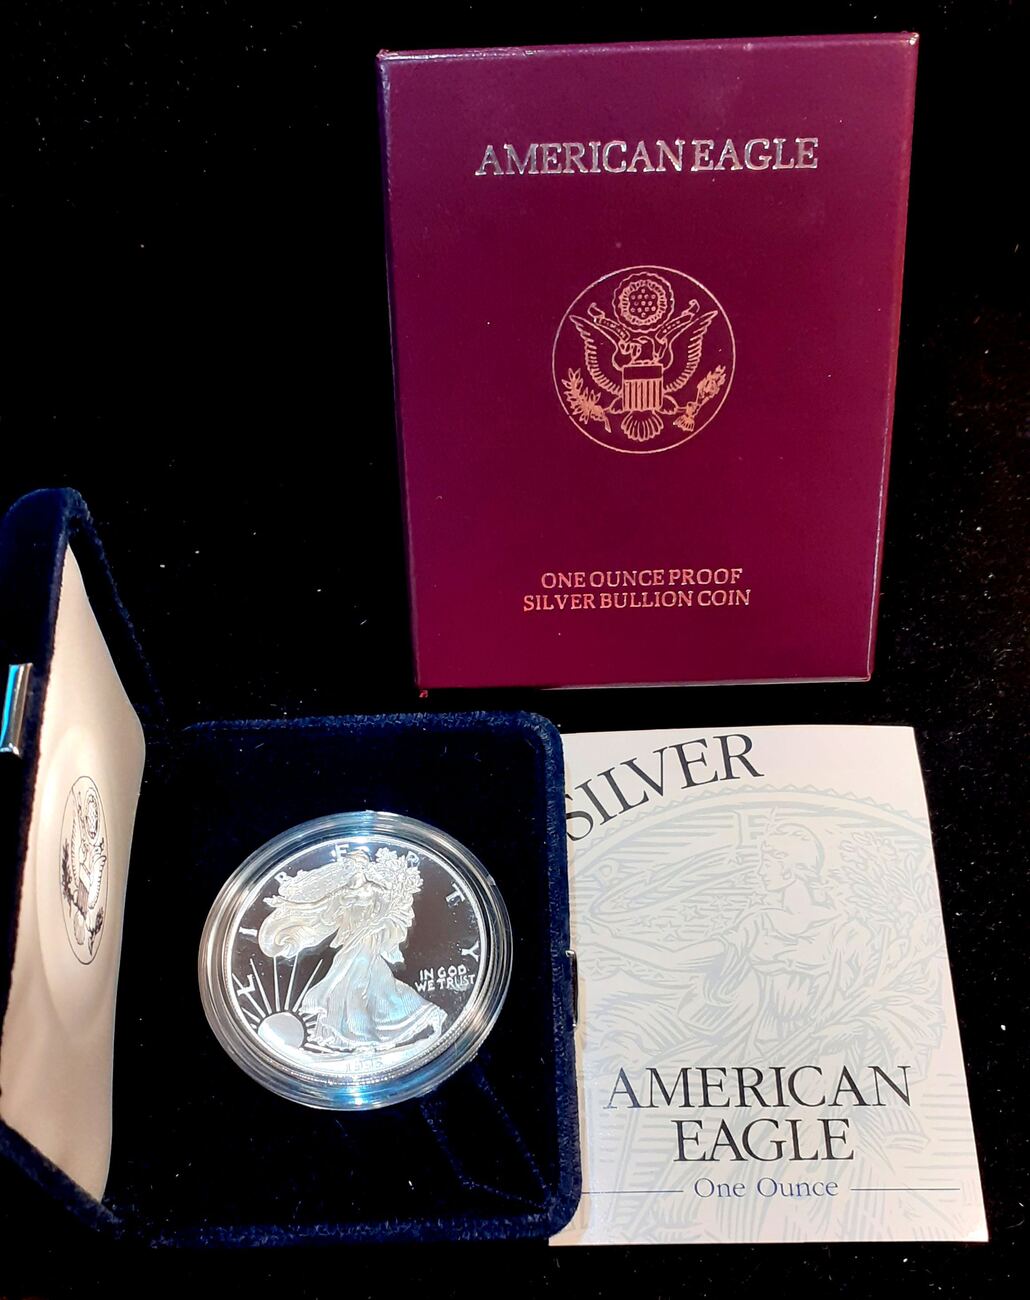 AMERICAN EAGLE
ONE OUNCE PROOF
SILVER BULLION COIN
LIBERTY
IN GOD
WE TRUST
SILVER
AMERICAN
EAGLE
One Ounce